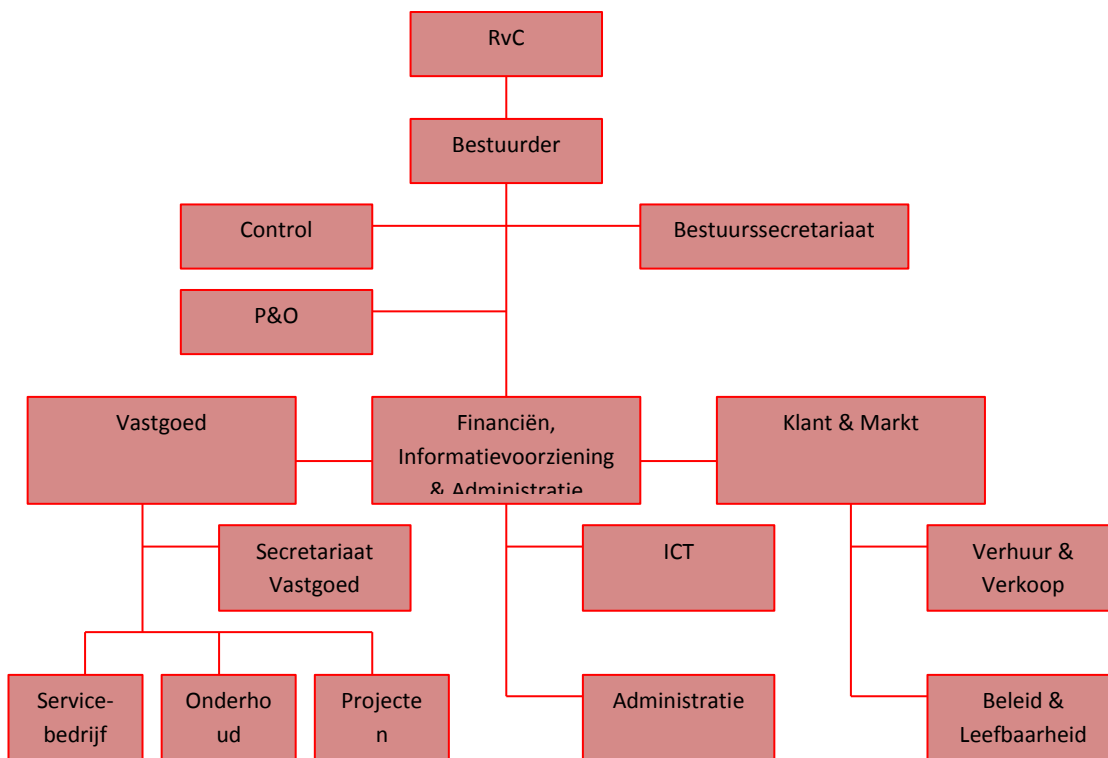 RvC
Bestuurder
Control
Bestuurssecretariaat
P&O
Vastgoed
Financiën,
Informatievoorziening
& Administratie
Klant & Markt
Secretariaat
Vastgoed
ICT
Verhuur &
Verkoop
Service-
bedrijf
Onderho
ud
Projecte
n
Administratie
Beleid &
Leefbaarheid